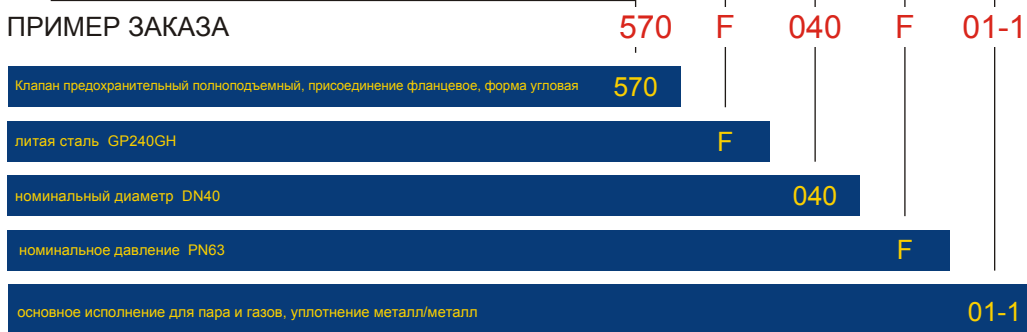 ПРИМЕР ЗАКАЗА 570 F 040 F 01-1
Клапан предохранительный полноподъемный, присоединение фланцевое, форма угловая 570
литая сталь GP240GH F
номинальный диаметр DN40 040
номинальное давление PN63 F
основное исполнение для пара и газов, уплотнение металл/металл 01-1